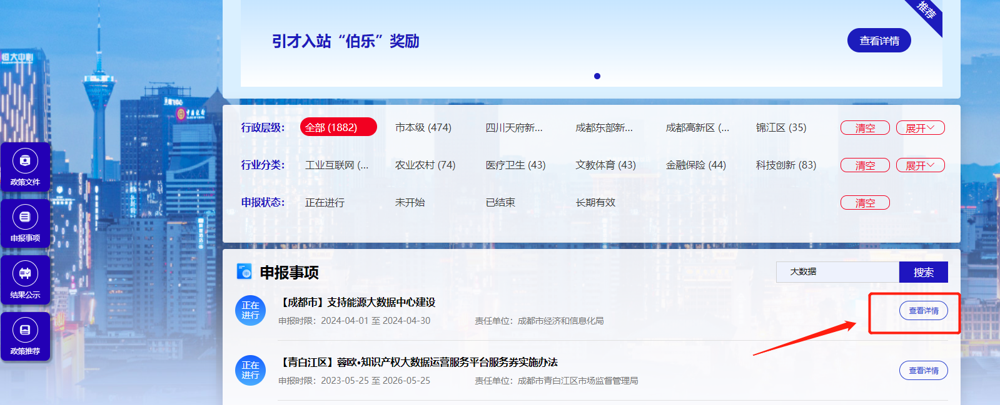 推荐
引才入站“伯乐”奖励
查看详情
恒大中心
中国银行
BANK OF CHINA
行政层级：
全部 (1882)
市本级 (474)
四川天府新...
成都东部新...
成都高新区 (...
锦江区 (35)
清空
展开
行业分类：
工业互联网 (...
农业农村 (74)
医疗卫生 (43)
文教体育 (43)
金融保险 (44)
科技创新 (83)
清空
展开
申报状态：
正在进行
未开始
已结束
长期有效
清空
政策文件
申报事项
结果公示
政策推荐
申报事项
大数据
搜索
正在
进行
【成都市】支持能源大数据中心建设
申报时限：2024-04-01 至 2024-04-30
责任单位：成都市经济和信息化局
查看详情
正在
进行
【青白江区】蓉欧•知识产权大数据运营服务平台服务券实施办法
申报时限：2023-05-25 至 2026-05-25
责任单位：成都市青白江区市场监督管理局
查看详情